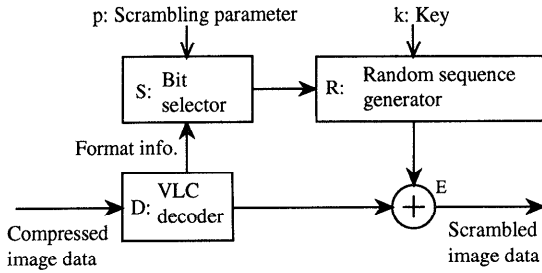 p: Scrambling parameter
k: Key
S: Bit
selector
R: Random sequence
generator
Format info.
D: VLC
decoder
E
+
Compressed
image data
Scrambled
image data